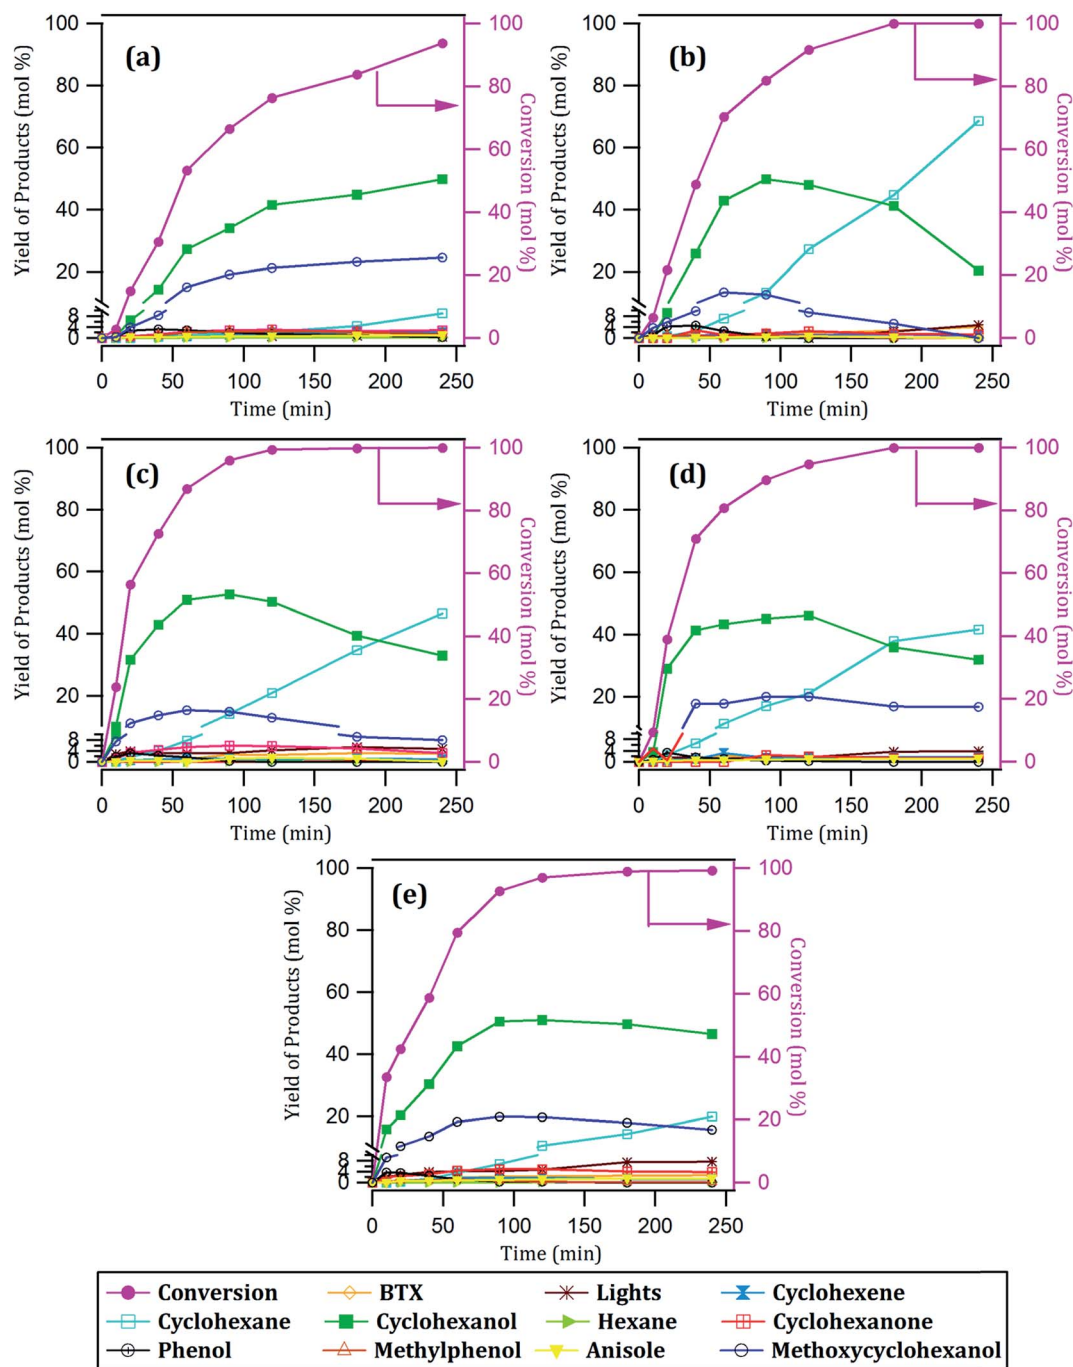 (a)
Yield of Products (mol %)
100
80
60
40
20
8
4
0
0 50 100 150 200 250
Time (min)
100
80
60
40
20
0
Conversion (mol %)
(b)
Yield of Products (mol %)
100
80
60
40
20
8
4
0
0 50 100 150 200 250
Time (min)
100
80
60
40
20
0
Conversion (mol %)
(c)
Yield of Products (mol %)
100
80
60
40
20
8
4
0
0 50 100 150 200 250
Time (min)
100
80
60
40
20
0
Conversion (mol %)
(d)
Yield of Products (mol %)
100
80
60
40
20
8
4
0
0 50 100 150 200 250
Time (min)
100
80
60
40
20
0
Conversion (mol %)
(e)
Yield of Products (mol %)
100
80
60
40
20
8
4
0
0 50 100 150 200 250
Time (min)
100
80
60
40
20
0
Conversion (mol %)
Conversion BTX Lights Cyclohexene
Cyclohexane Cyclohexanol Hexane Cyclohexanone
Phenol Methylphenol Anisole Methoxycyclohexanol